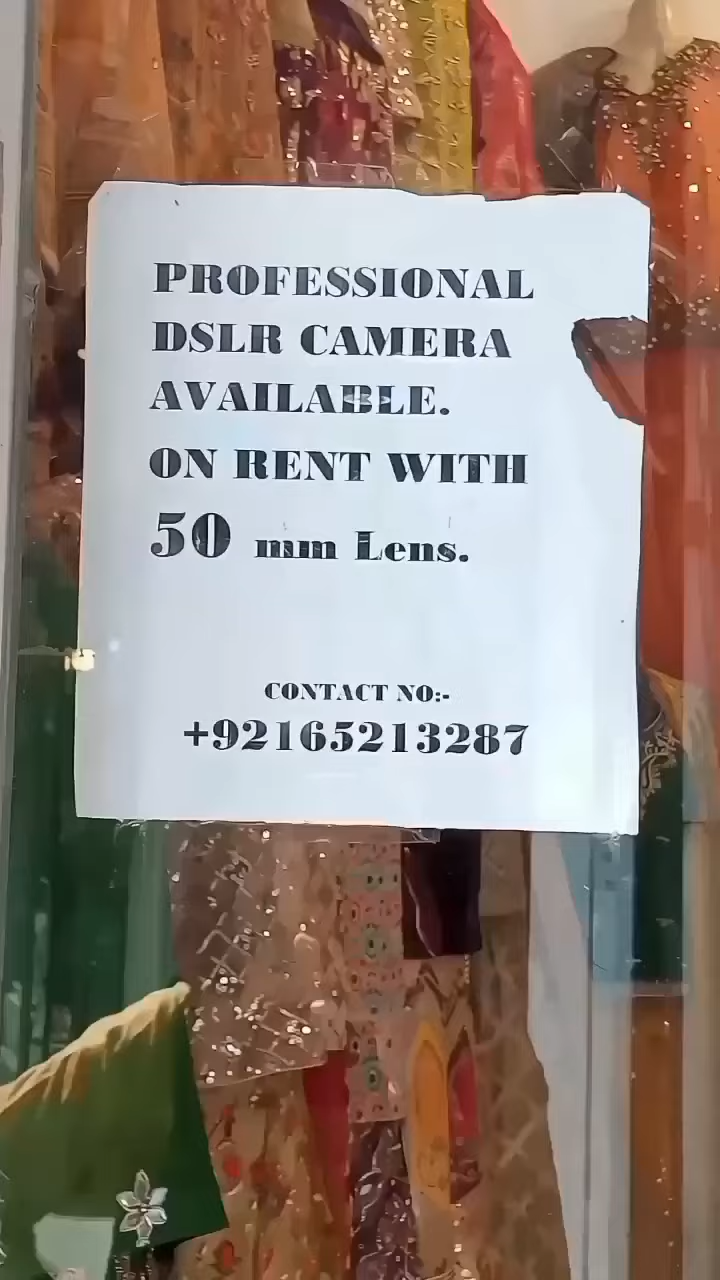 PROFESSIONAL
DSLR CAMERA
AVAILABLE.
ON RENT WITH
50 mm Lens.
CONTACT NO:-
+92165213287